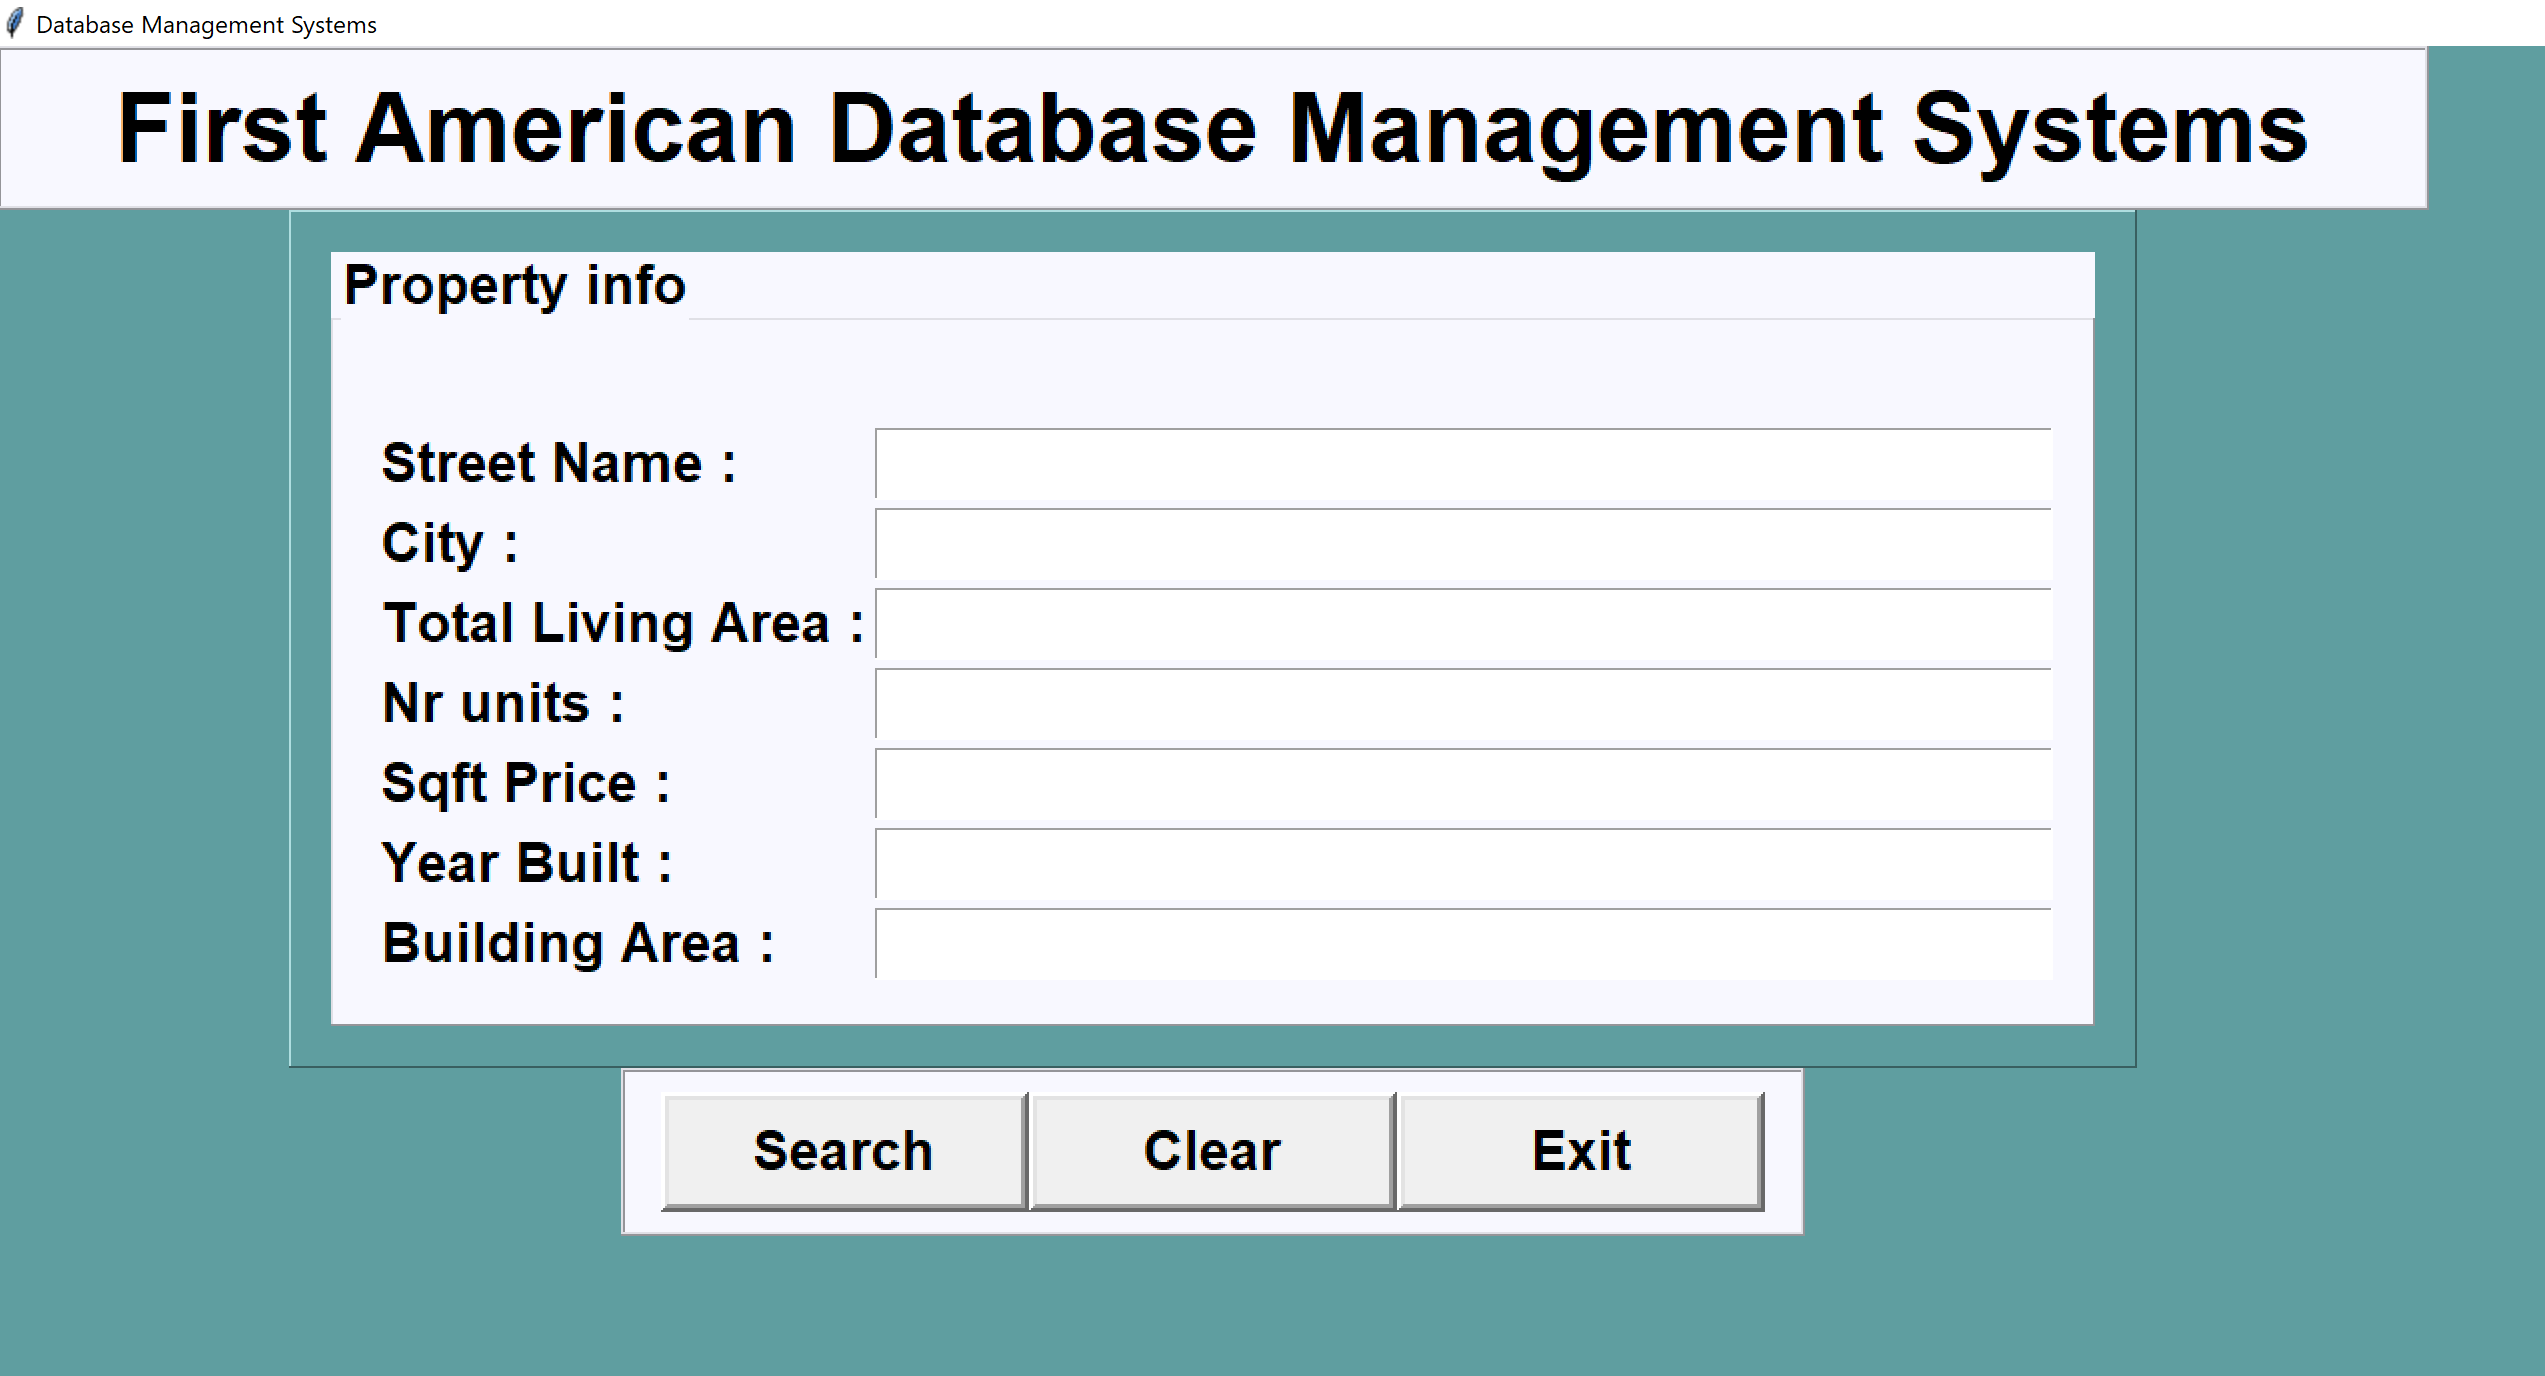 Database Management Systems
First American Database Management Systems
Property info
Street Name :
City :
Total Living Area :
Nr units :
Sqft Price :
Year Built :
Building Area :
Search Clear Exit